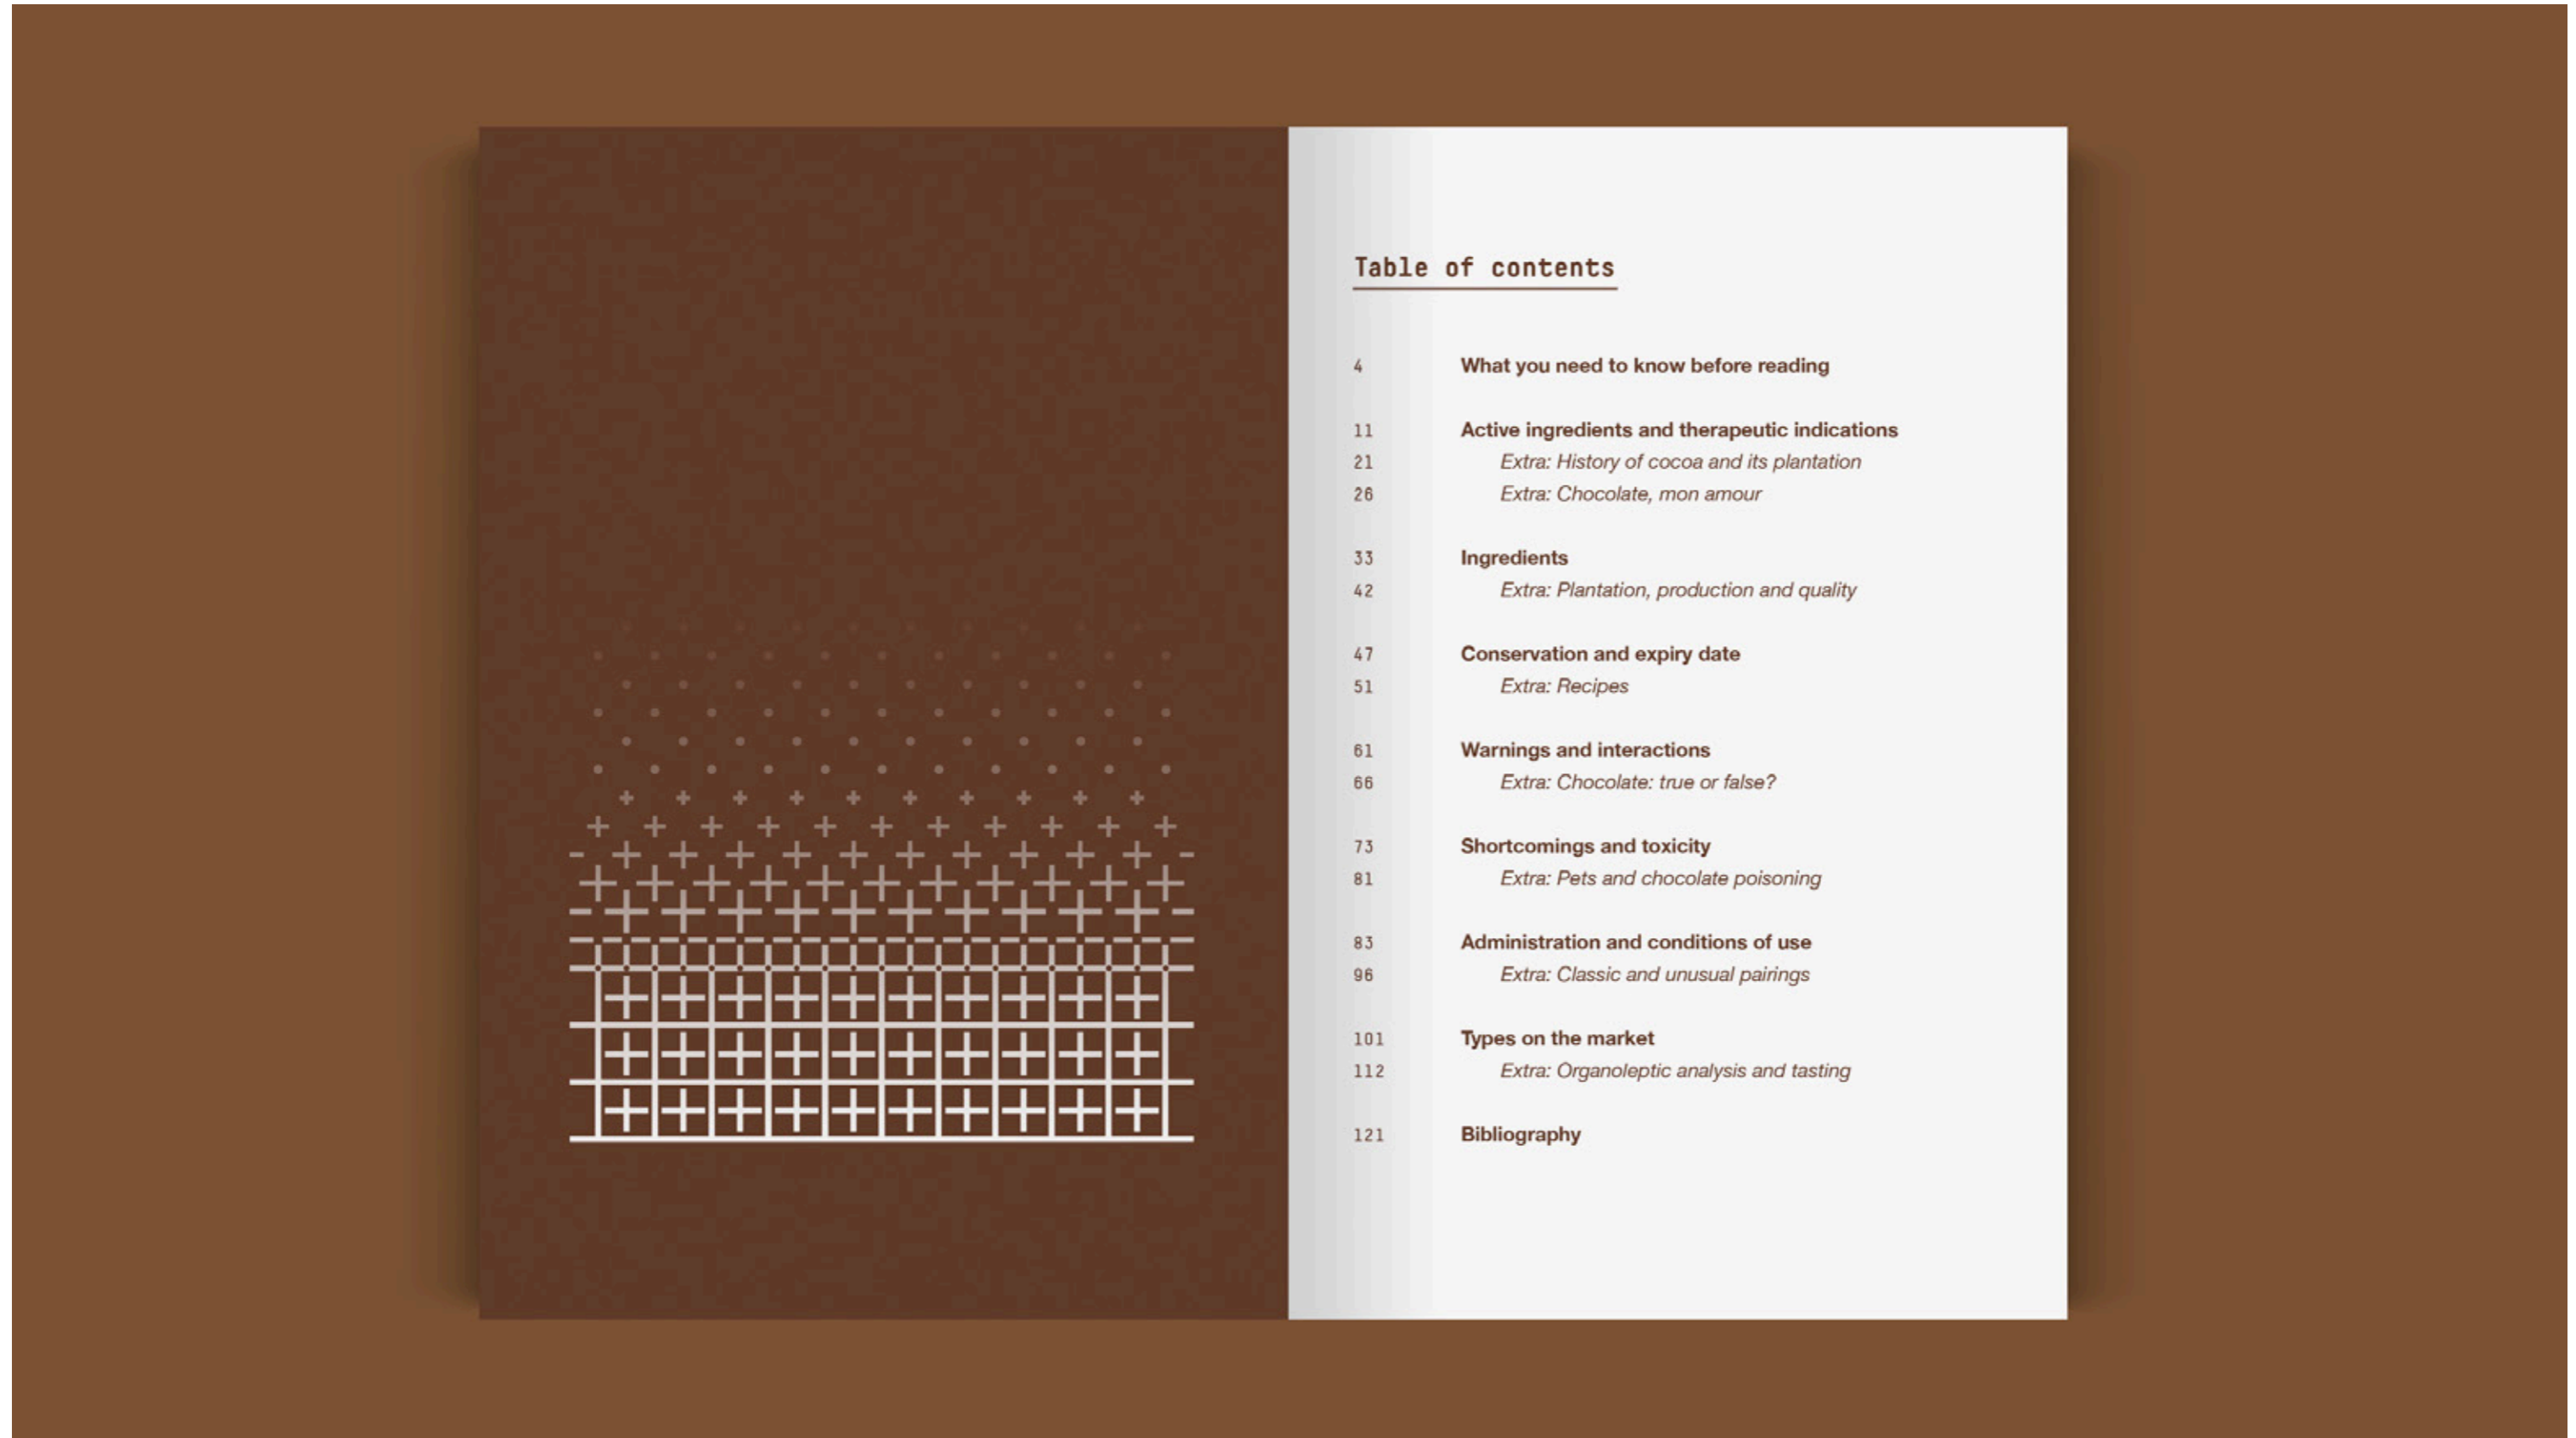 Table of contents
4 What you need to know before reading
11 Active ingredients and therapeutic indications
21 Extra: History of cocoa and its plantation
26 Extra: Chocolate, mon amour
33 Ingredients
42 Extra: Plantation, production and quality
47 Conservation and expiry date
51 Extra: Recipes
61 Warnings and interactions
66 Extra: Chocolate: true or false?
73 Shortcomings and toxicity
81 Extra: Pets and chocolate poisoning
83 Administration and conditions of use
96 Extra: Classic and unusual pairings
101 Types on the market
112 Extra: Organoleptic analysis and tasting
121 Bibliography